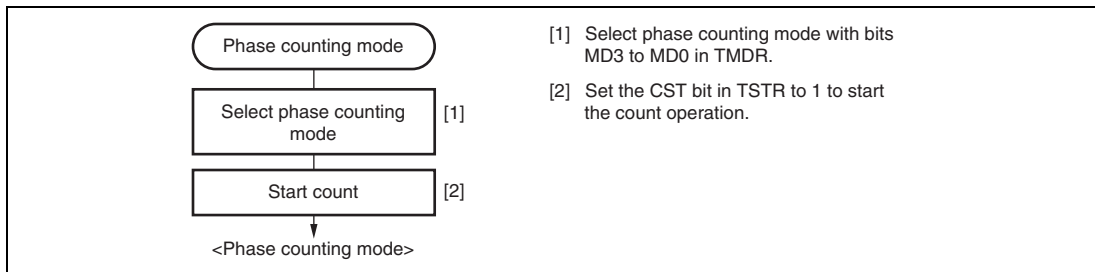 Phase counting mode
Select phase counting
mode
[1]
Start count
[2]
<Phase counting mode>
[1] Select phase counting mode with bits
MD3 to MD0 in TMDR.
[2] Set the CST bit in TSTR to 1 to start
the count operation.